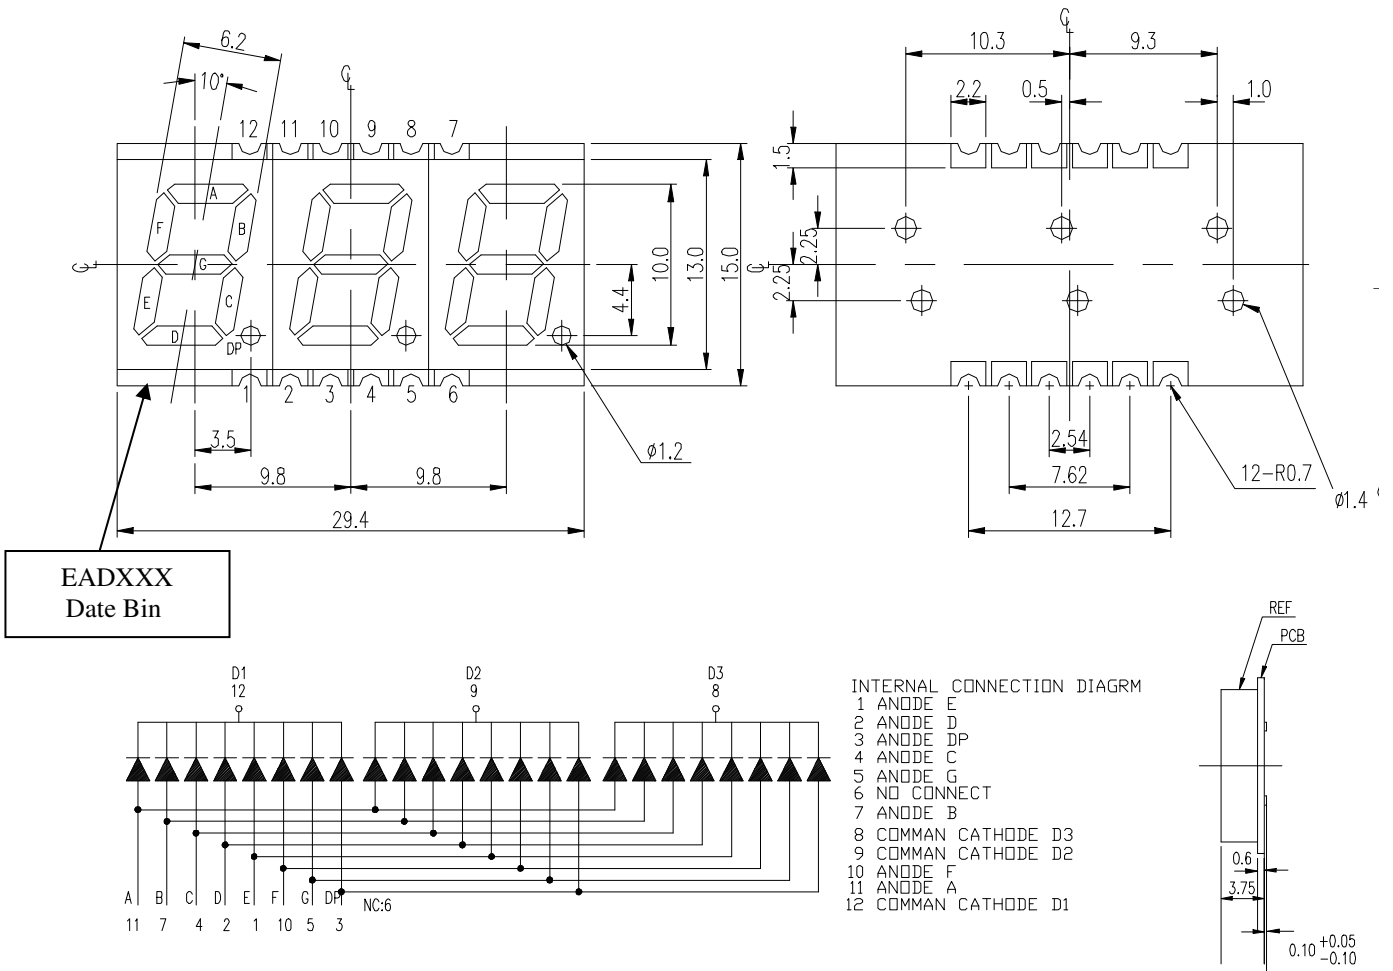 6.2
10°
12 11 10 9 8 7
A
F B
G
E C
D
DP
1 2 3 4 5 6
3.5
9.8 9.8
29.4
10.0
13.0
15.0
4.4
ø1.2
EADXXX
Date Bin
10.3 9.3
2.2 0.5 1.0
1.5
2.25
2.25
2.54
7.62
12.7
12-R0.7
ø1.4
D1 D2 D3
12 9 8
A B C D E F G DP
NC:6
11 7 4 2 1 10 5 3
INTERNAL CONNECTION DIAGRM
1 ANODE E
2 ANODE D
3 ANODE DP
4 ANODE C
5 ANODE G
6 NO CONNECT
7 ANODE B
8 COMMAN CATHODE D3
9 COMMAN CATHODE D2
10 ANODE F
11 ANODE A
12 COMMAN CATHODE D1
REF
PCB
0.6
3.75
0.10 +0.05
-0.10